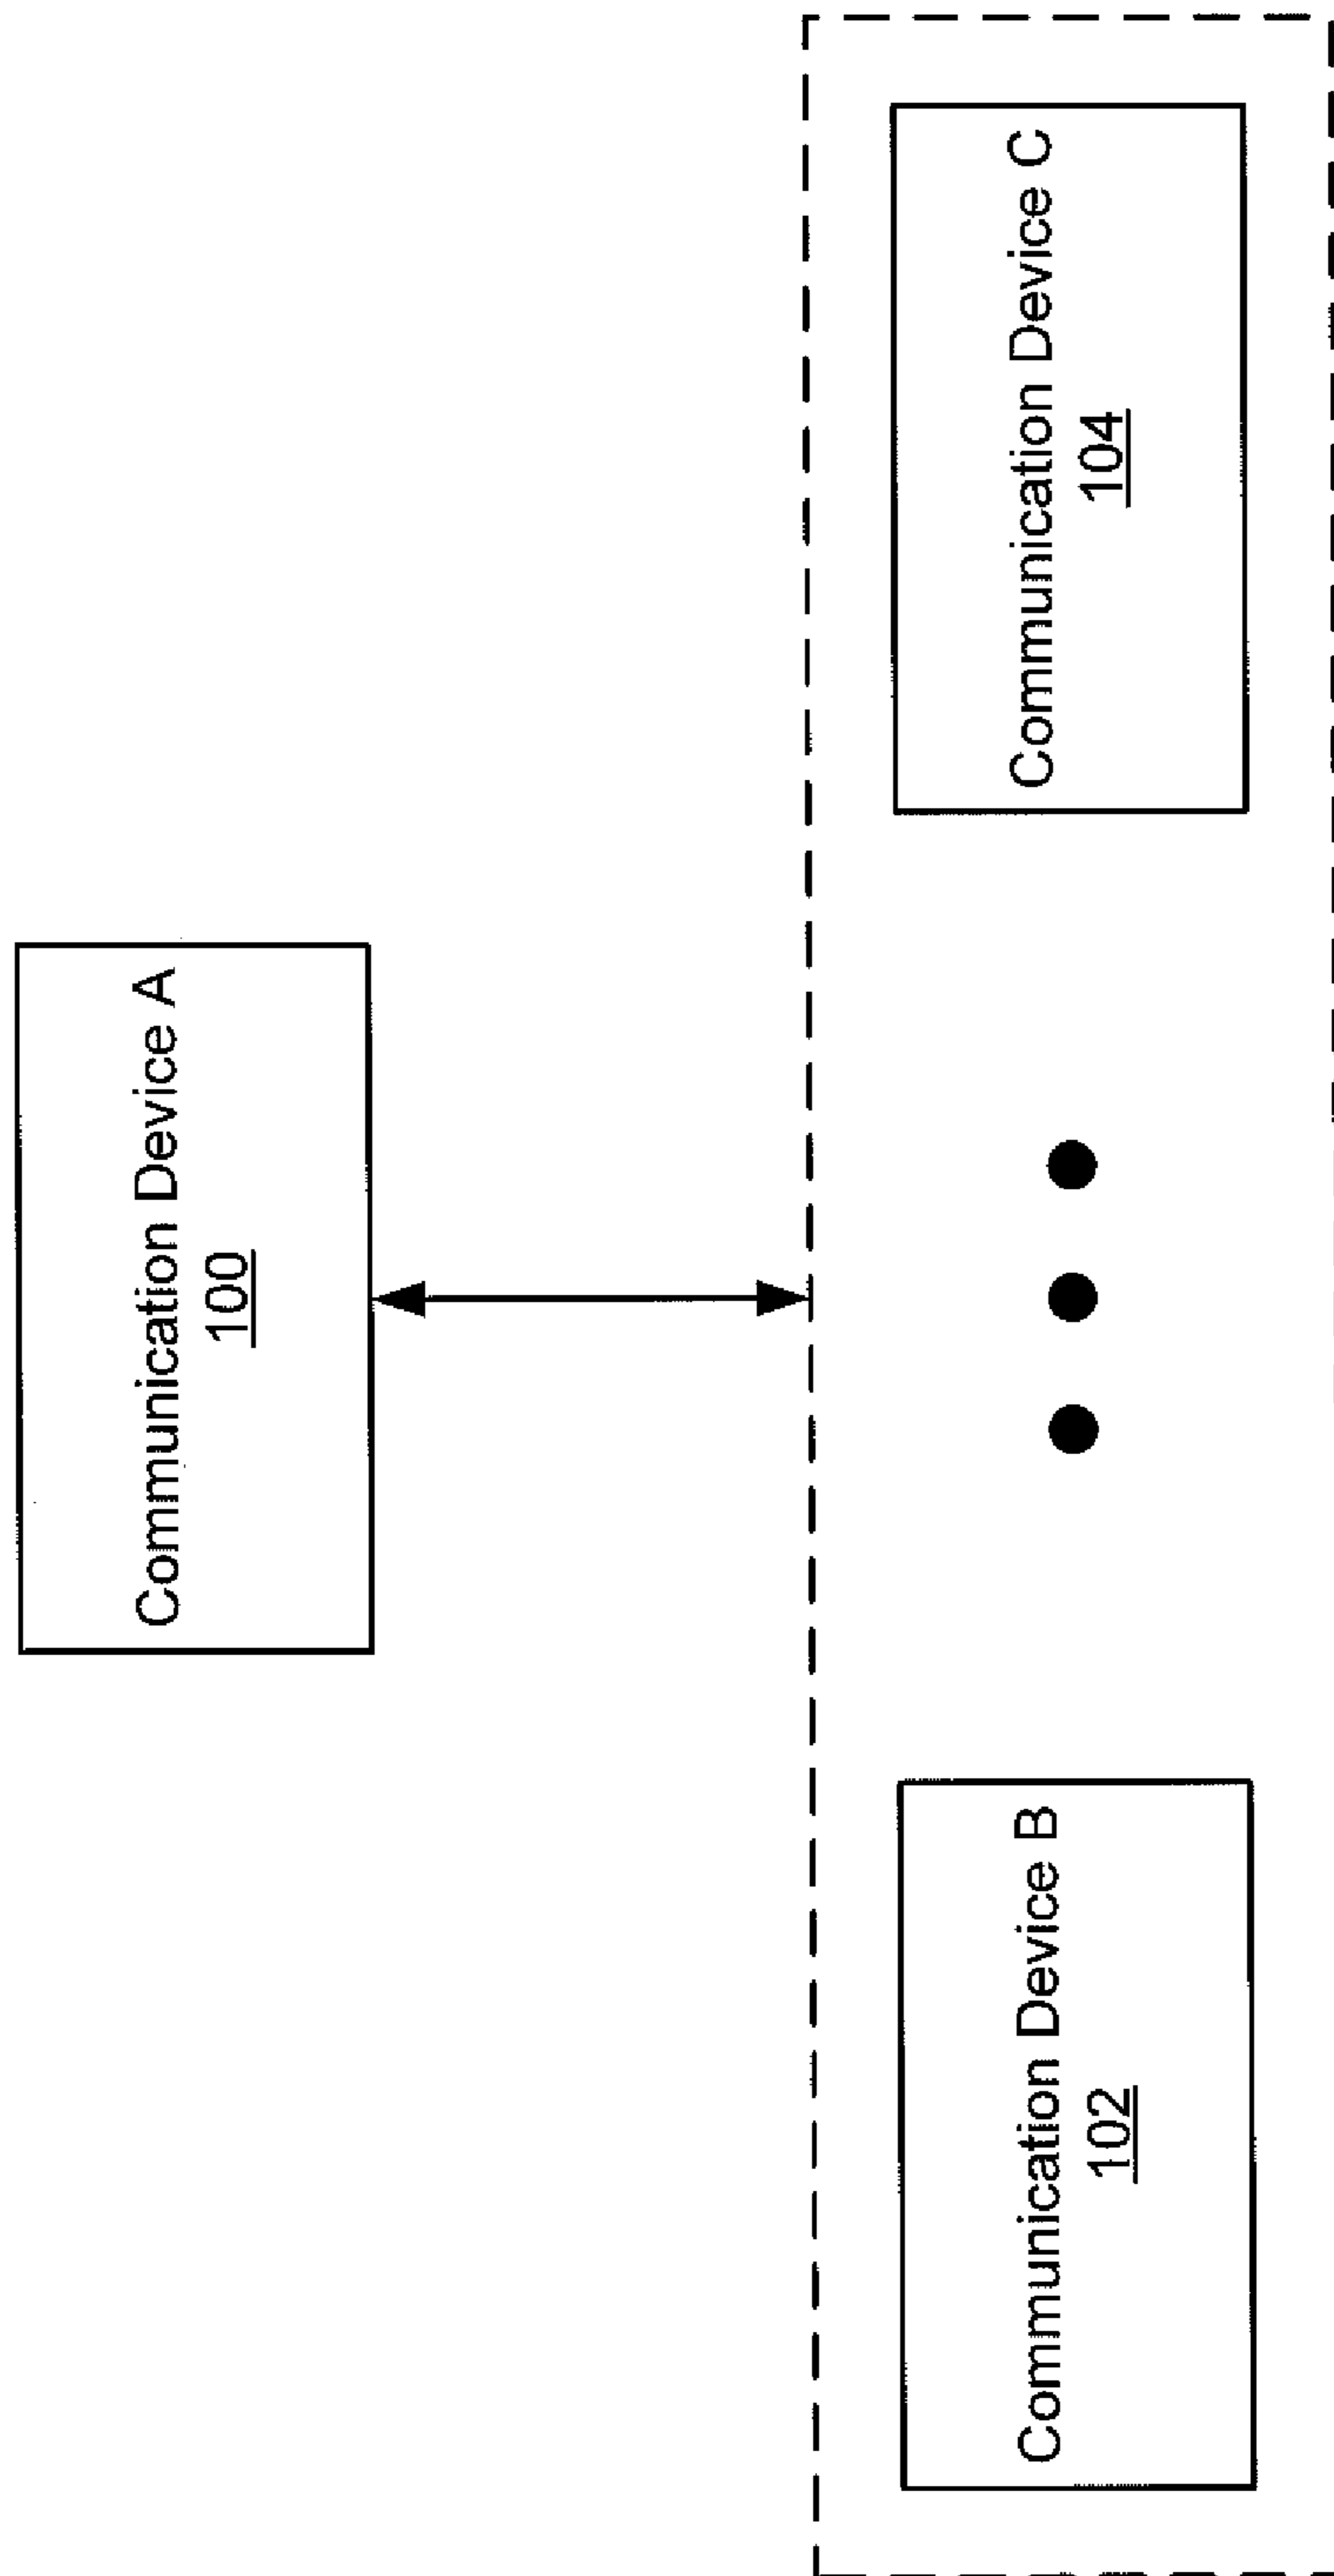 Communication Device A
100
Communication Device B
102
Communication Device C
104